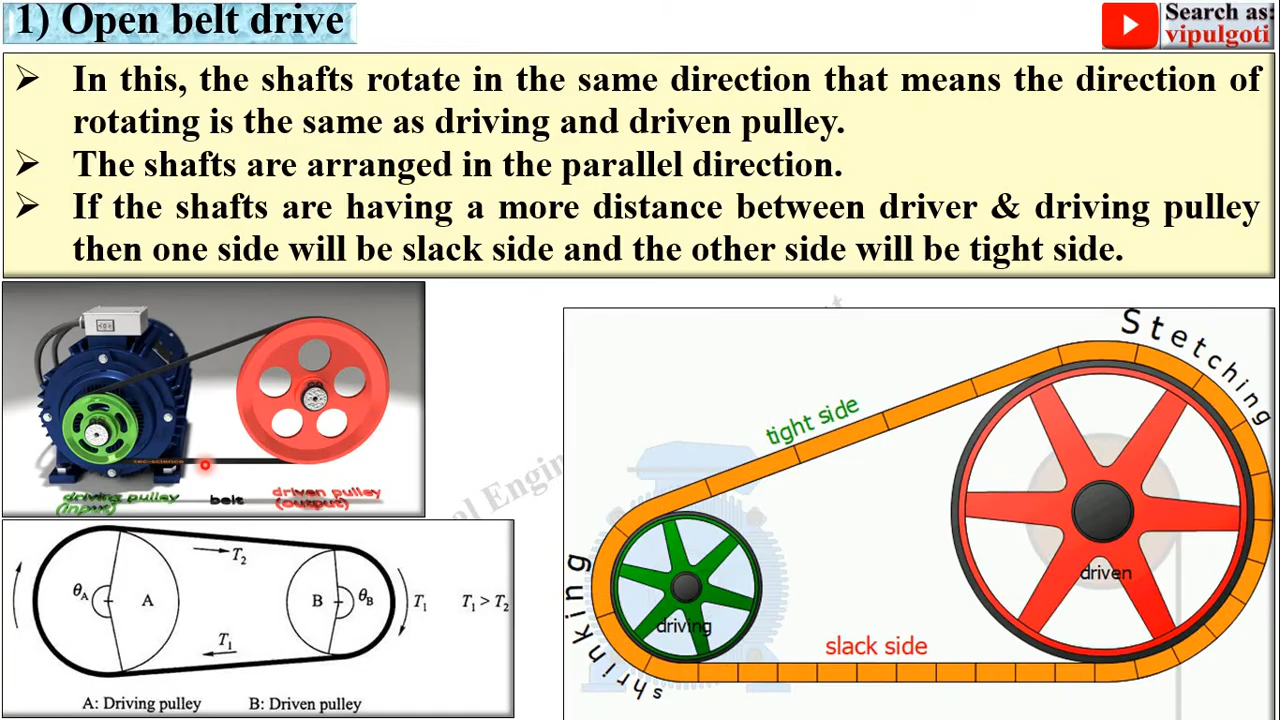 1) Open belt drive
Search as:
vipulgoti
➢ In this, the shafts rotate in the same direction that means the direction of
rotating is the same as driving and driven pulley.
➢ The shafts are arranged in the parallel direction.
➢ If the shafts are having a more distance between driver & driving pulley
then one side will be slack side and the other side will be tight side.
tec-science
driving pulley
(input)
belt
driven pulley
(output)
T2
θA
A
B
θB
T1
T1 > T2
T1
A: Driving pulley
B: Driven pulley
Stetching
tight side
driven
driving
slack side
shrinking